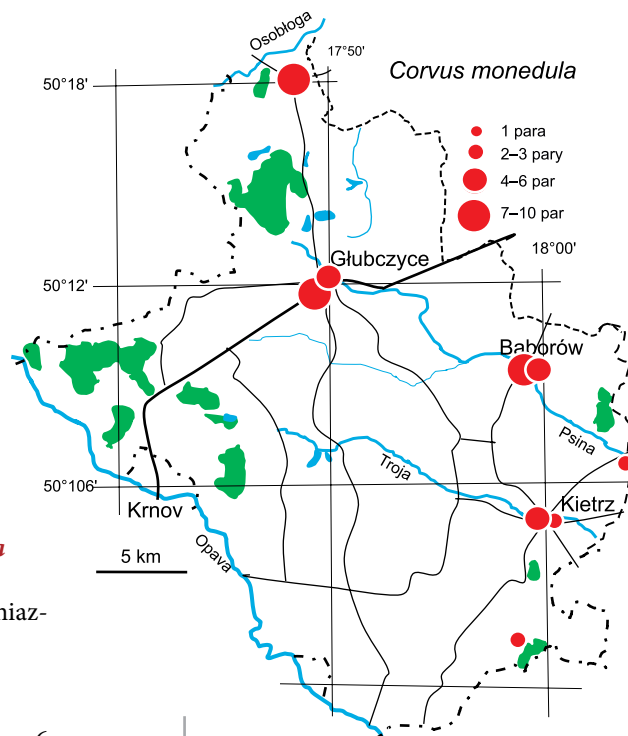 Osobłoga
17°50'
50°18'
Corvus monedula
1 para
2–3 pary
4–6 par
7–10 par
Głubczyce
18°00'
50°12'
Baborów
Psina
Troja
50°106'
Krnov
Kietrz
5 km
Opava